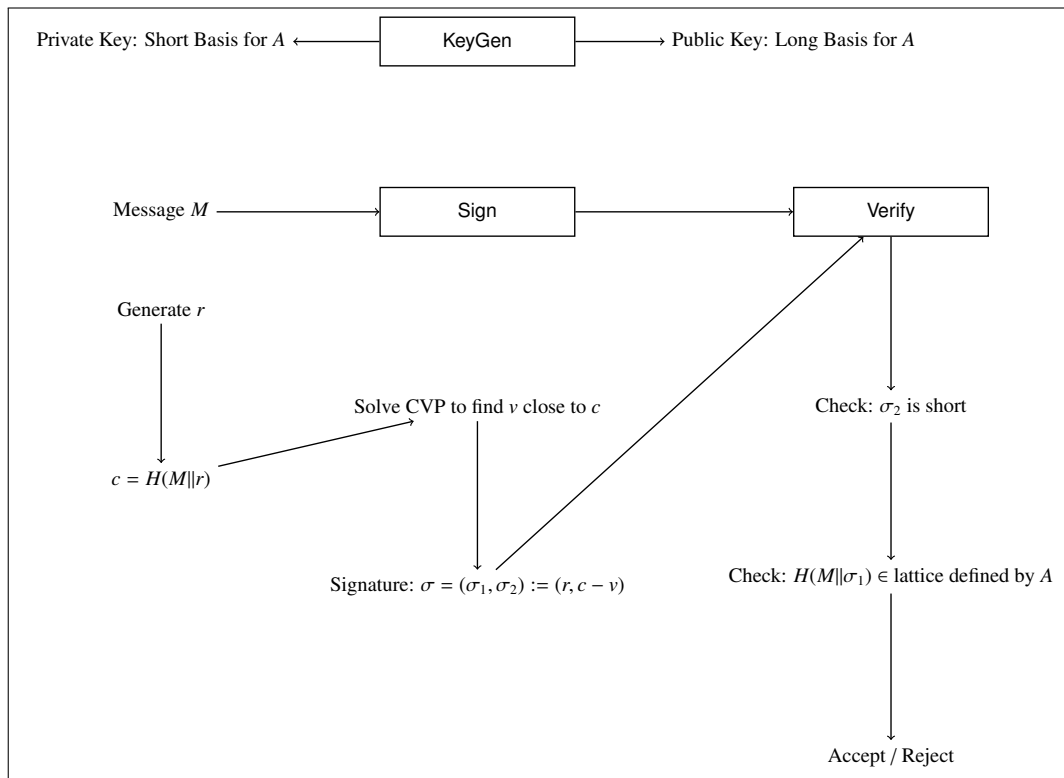 Private Key: Short Basis for A
KeyGen
Public Key: Long Basis for A
Message M
Sign
Verify
Generate r
Solve CVP to find v close to c
Check: σ₂ is short
c = H(M||r)
Signature: σ = (σ₁, σ₂) := (r, c − v)
Check: H(M||σ₁) ∈ lattice defined by A
Accept / Reject